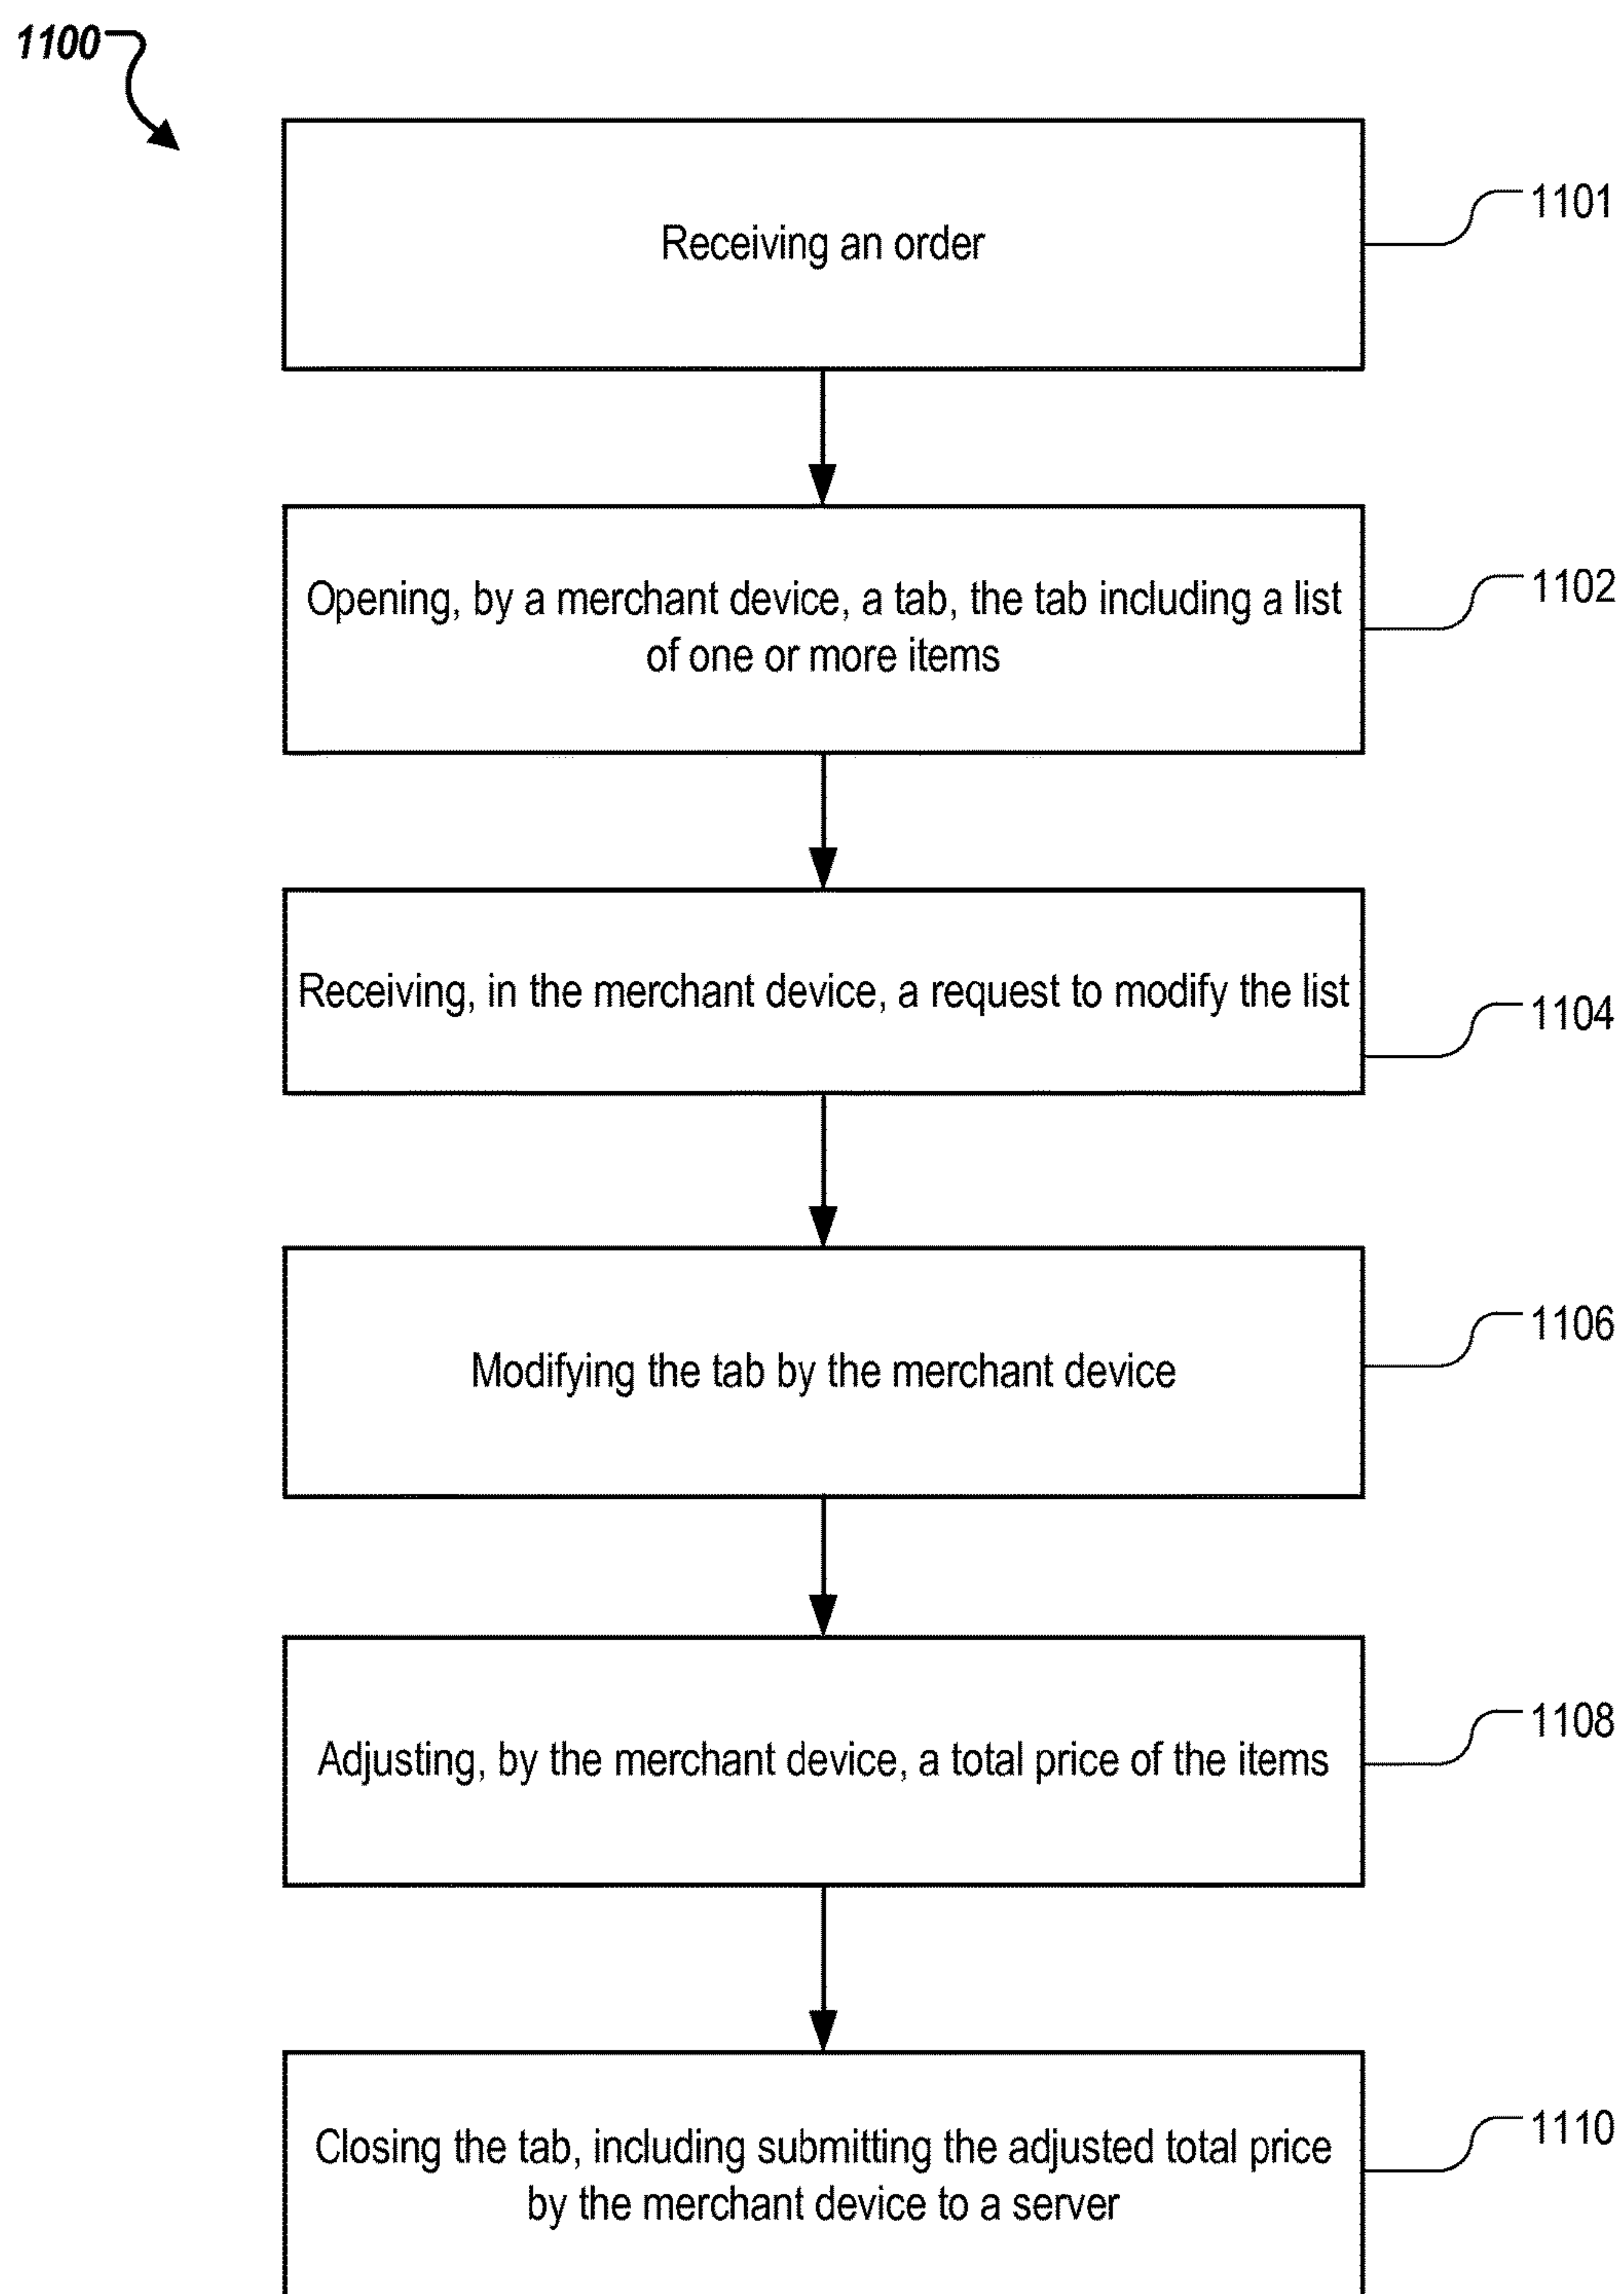 1100
Receiving an order
1101
Opening, by a merchant device, a tab, the tab including a list
of one or more items
1102
Receiving, in the merchant device, a request to modify the list
1104
Modifying the tab by the merchant device
1106
Adjusting, by the merchant device, a total price of the items
1108
Closing the tab, including submitting the adjusted total price
by the merchant device to a server
1110